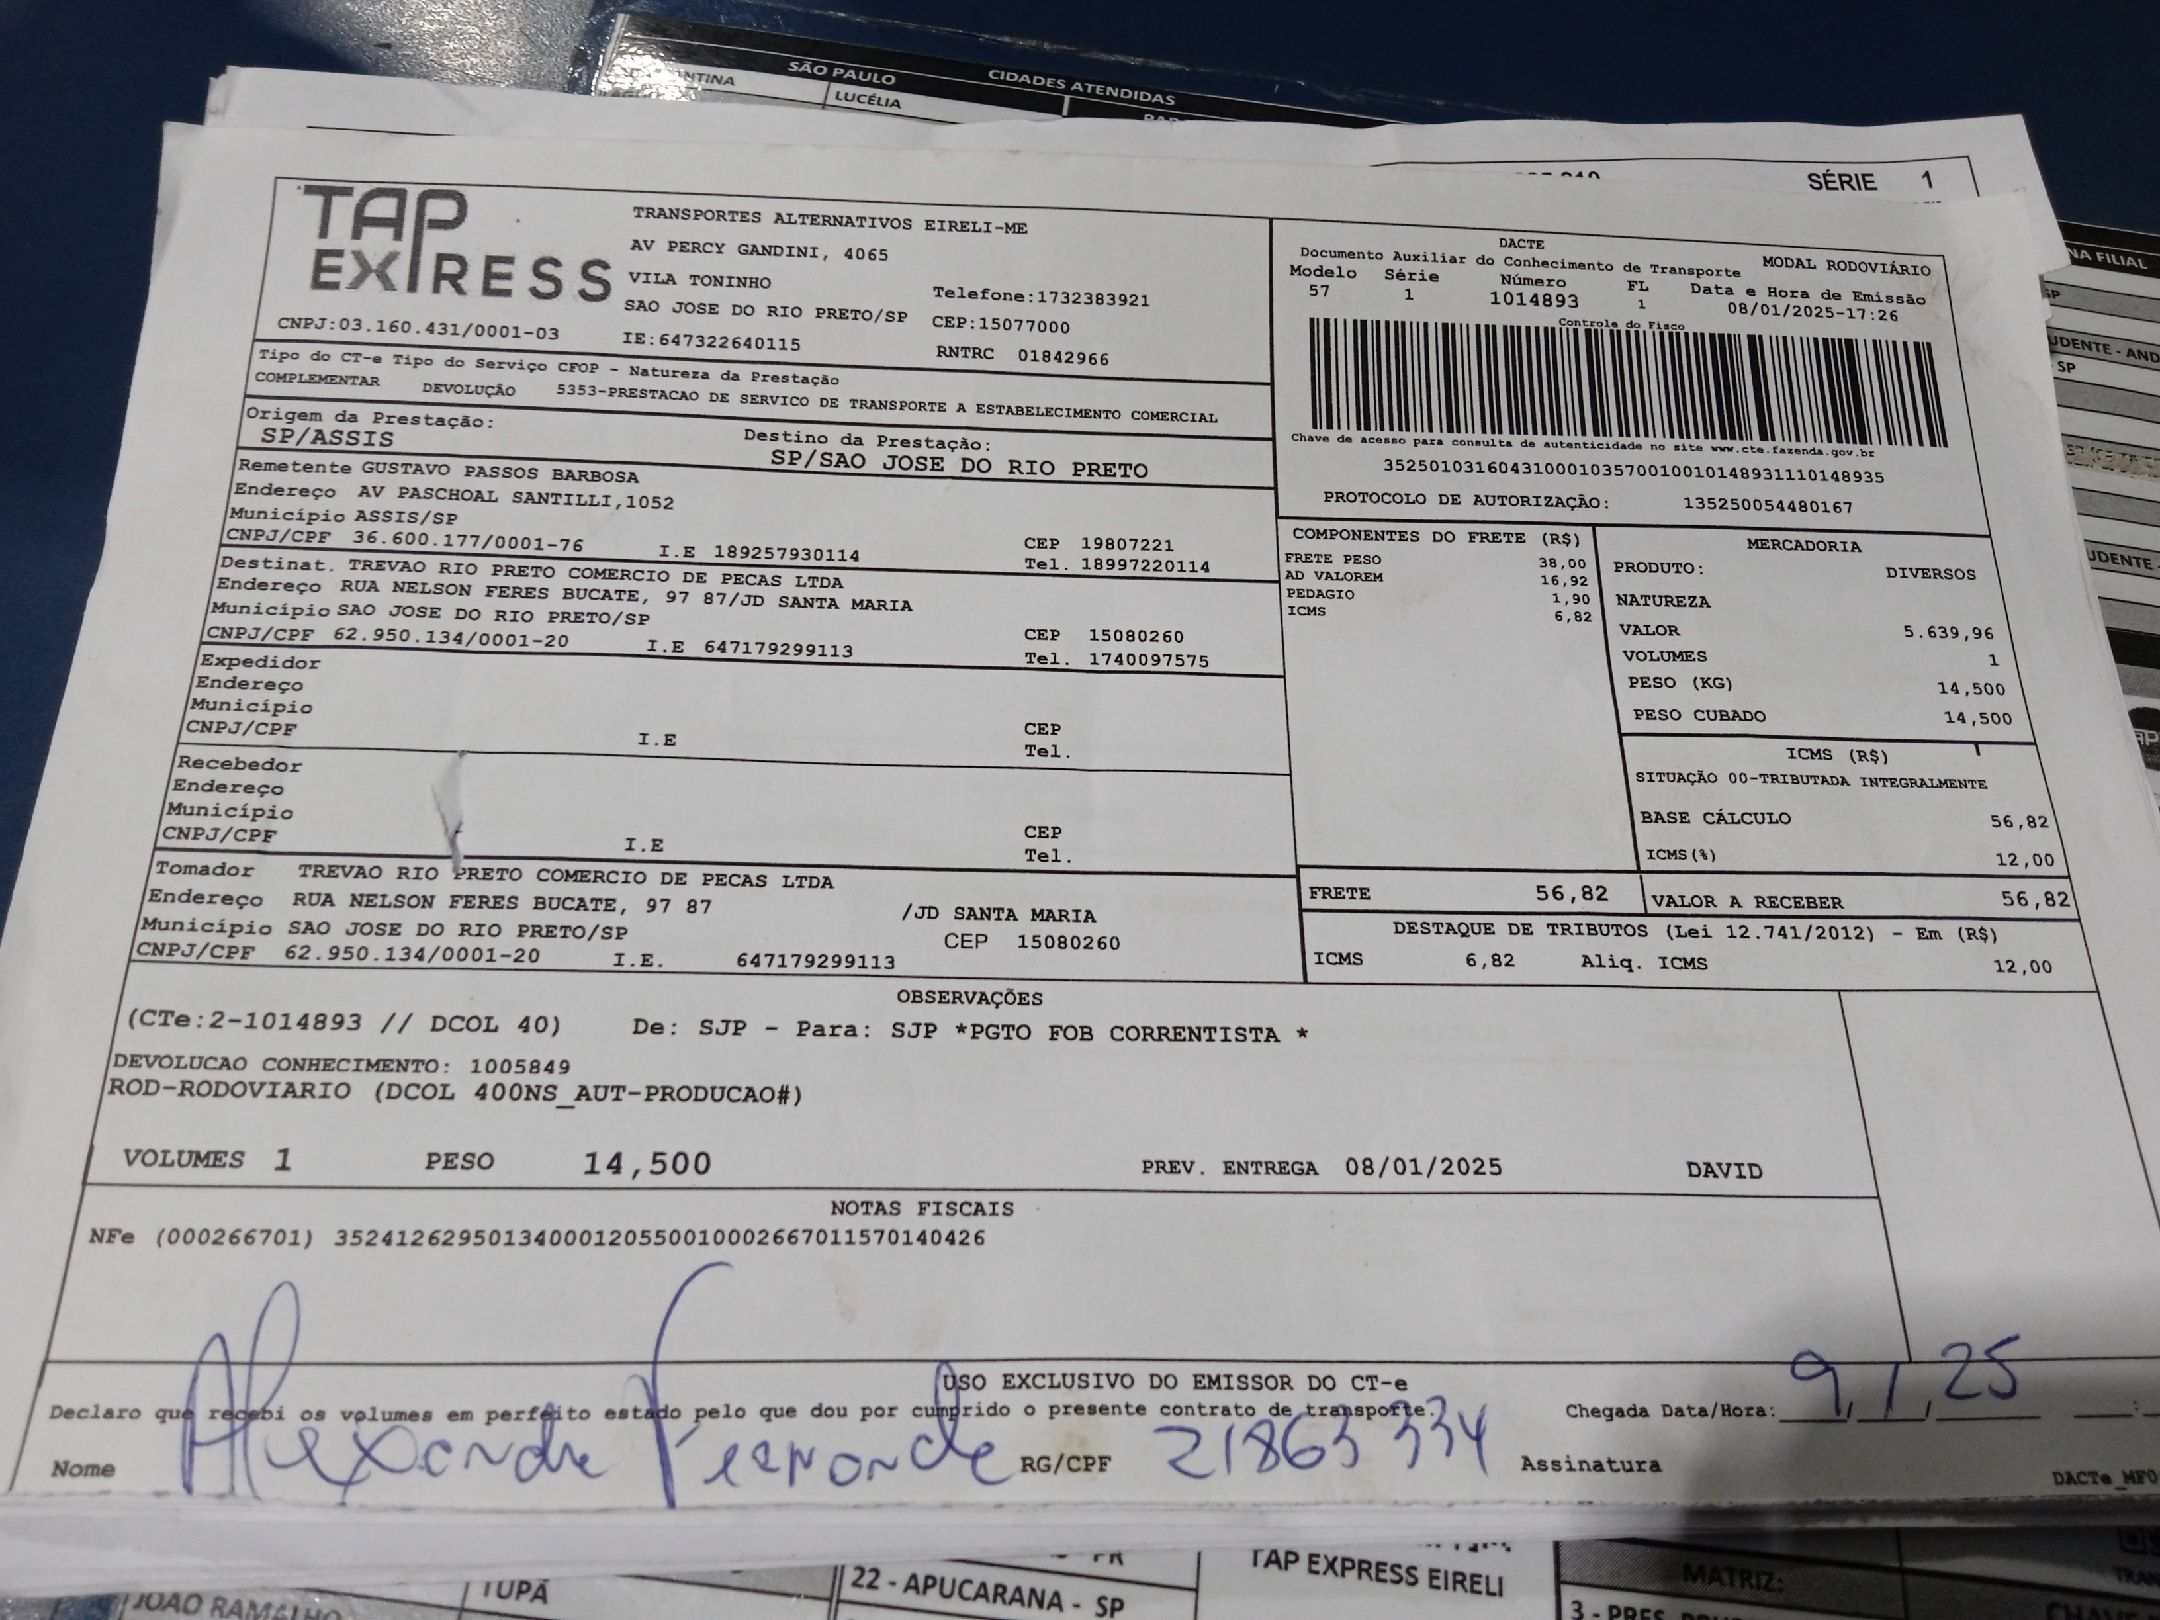 SÃO PAULO
CIDADES ATENDIDAS
LUCÉLIA
SÉRIE 1
TAP EXPRESS
TRANSPORTES ALTERNATIVOS EIRELI-ME
AV PERCY GANDINI, 4065
VILA TONINHO
Telefone:1732383921
SAO JOSE DO RIO PRETO/SP CEP:15077000
CNPJ:03.160.431/0001-03 IE:647322640115 RNTRC 01842966
DACTE
Documento Auxiliar do Conhecimento de Transporte MODAL RODOVIÁRIO
Modelo Série Número FL Data e Hora de Emissão
57 1 1014893 1 08/01/2025-17:26
Controle do Fisco
Chave de acesso para consulta de autenticidade no site www.cte.fazenda.gov.br
35250103160431000103570010010148931110148935
PROTOCOLO DE AUTORIZAÇÃO: 135250054480167
Tipo do CT-e Tipo do Serviço CFOP - Natureza da Prestação
COMPLEMENTAR DEVOLUÇÃO 5353-PRESTACAO DE SERVICO DE TRANSPORTE A ESTABELECIMENTO COMERCIAL
Origem da Prestação: Destino da Prestação:
SP/ASSIS SP/SAO JOSE DO RIO PRETO
Remetente GUSTAVO PASSOS BARBOSA
Endereço AV PASCHOAL SANTILLI,1052
Município ASSIS/SP CEP 19807221
CNPJ/CPF 36.600.177/0001-76 I.E 189257930114 Tel. 18997220114
Destinat. TREVAO RIO PRETO COMERCIO DE PECAS LTDA
Endereço RUA NELSON FERES BUCATE, 97 87/JD SANTA MARIA
Município SAO JOSE DO RIO PRETO/SP CEP 15080260
CNPJ/CPF 62.950.134/0001-20 I.E 647179299113 Tel. 1740097575
Expedidor
Endereço
Município CEP
CNPJ/CPF I.E Tel.
Recebedor
Endereço
Município CEP
CNPJ/CPF I.E Tel.
Tomador TREVAO RIO PRETO COMERCIO DE PECAS LTDA
Endereço RUA NELSON FERES BUCATE, 97 87 /JD SANTA MARIA
Município SAO JOSE DO RIO PRETO/SP CEP 15080260
CNPJ/CPF 62.950.134/0001-20 I.E. 647179299113
COMPONENTES DO FRETE (R$)
FRETE PESO 38,00
AD VALOREM 16,92
PEDAGIO 1,90
ICMS 6,82
MERCADORIA
PRODUTO: DIVERSOS
NATUREZA
VALOR 5.639,96
VOLUMES 1
PESO (KG) 14,500
PESO CUBADO 14,500
ICMS (R$)
SITUAÇÃO 00-TRIBUTADA INTEGRALMENTE
BASE CÁLCULO 56,82
ICMS(%) 12,00
FRETE 56,82 VALOR A RECEBER 56,82
DESTAQUE DE TRIBUTOS (Lei 12.741/2012) - Em (R$)
ICMS 6,82 Aliq. ICMS 12,00
OBSERVAÇÕES
(CTe:2-1014893 // DCOL 40) De: SJP - Para: SJP *PGTO FOB CORRENTISTA *
DEVOLUCAO CONHECIMENTO: 1005849
ROD-RODOVIARIO (DCOL 400NS_AUT-PRODUCAO#)
VOLUMES 1 PESO 14,500 PREV. ENTREGA 08/01/2025 DAVID
NOTAS FISCAIS
NFe (000266701) 35241262950134000120550010002667011570140426
USO EXCLUSIVO DO EMISSOR DO CT-e
Declaro que recebi os volumes em perfeito estado pelo que dou por cumprido o presente contrato de transporte. Chegada Data/Hora: 9/1/25
Nome Alexandre RG/CPF 21863334 Assinatura
TUPÃ
22 - APUCARANA - SP
TAP EXPRESS EIRELI
MATRIZ: